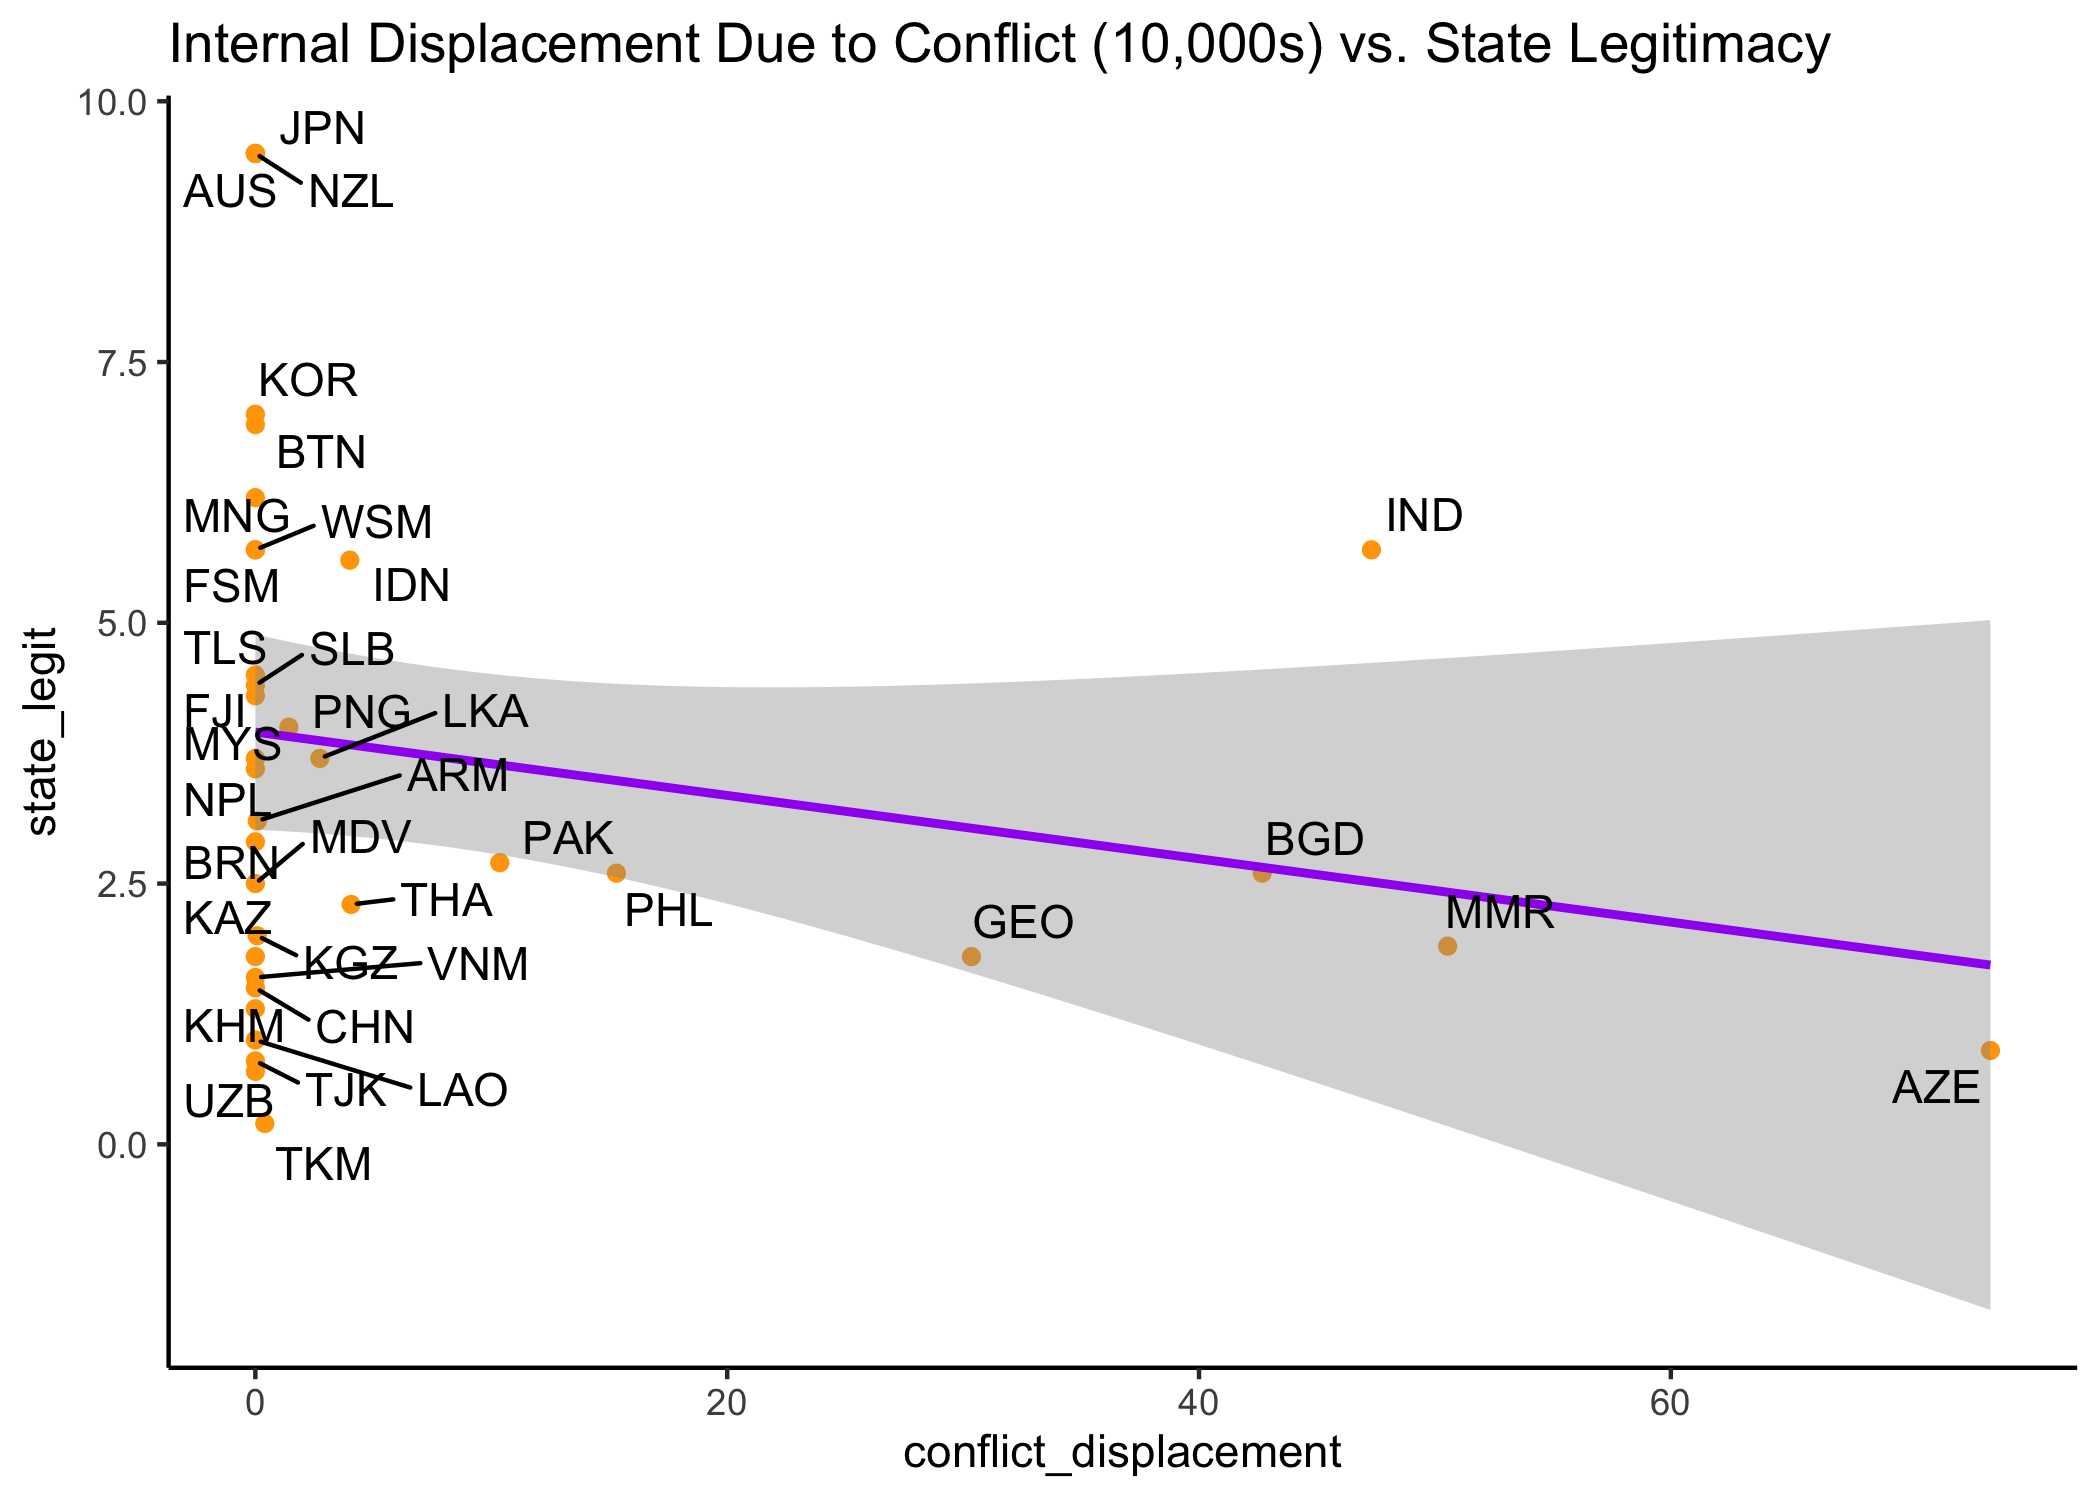 Internal Displacement Due to Conflict (10,000s) vs. State Legitimacy
10.0
JPN
AUS
NZL
7.5
KOR
BTN
MNG
WSM
IND
FSM
IDN
5.0
TLS
SLB
FJI
PNG
LKA
MYS
ARM
NPL
MDV
PAK
BGD
BRN
2.5
THA
PHL
MMR
KAZ
GEO
KGZ
VNM
KHM
CHN
TJK
LAO
AZE
UZB
0.0
TKM
state_legit
0
20
40
60
conflict_displacement